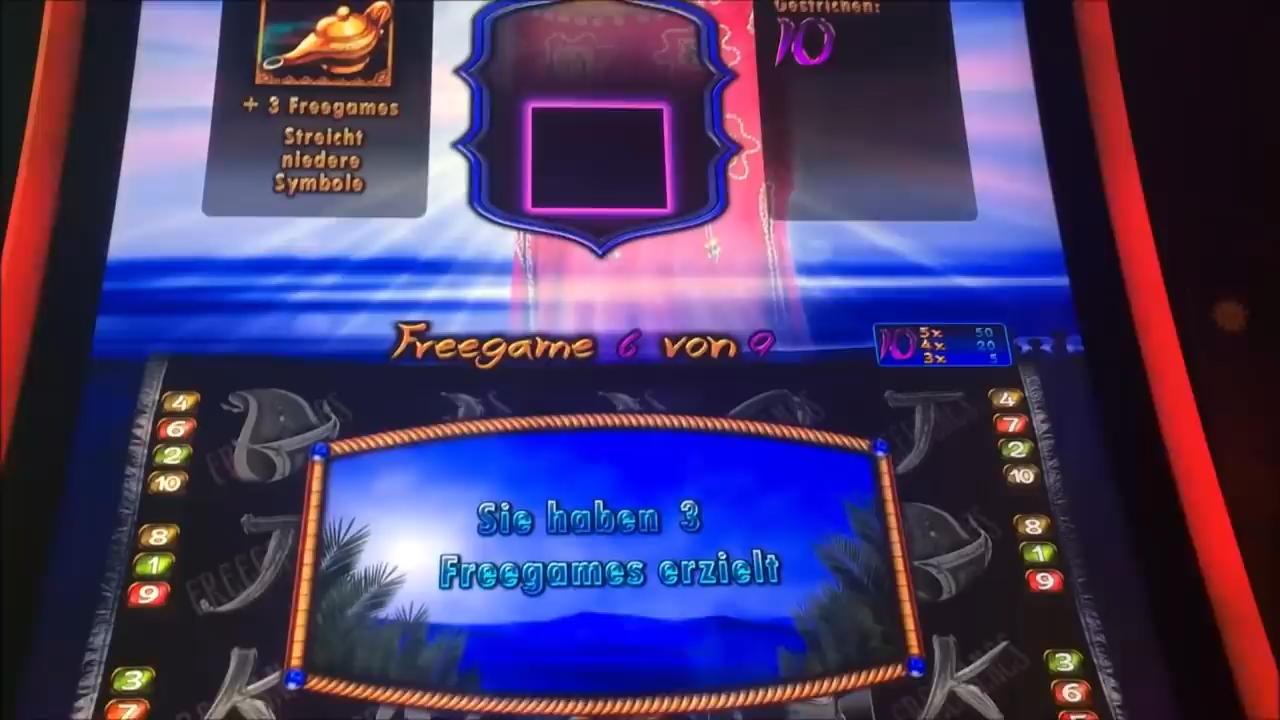 Gestrichen:
10
+ 3 Freegames
Streicht
niedere
Symbole
Freegame 6 von 9
10 5x 50
4x 20
3x 5
4
6
2
10
8
1
9
3
7
Sie haben 3
Freegames erzielt
J
J
K
K
4
7
2
10
8
1
9
3
6